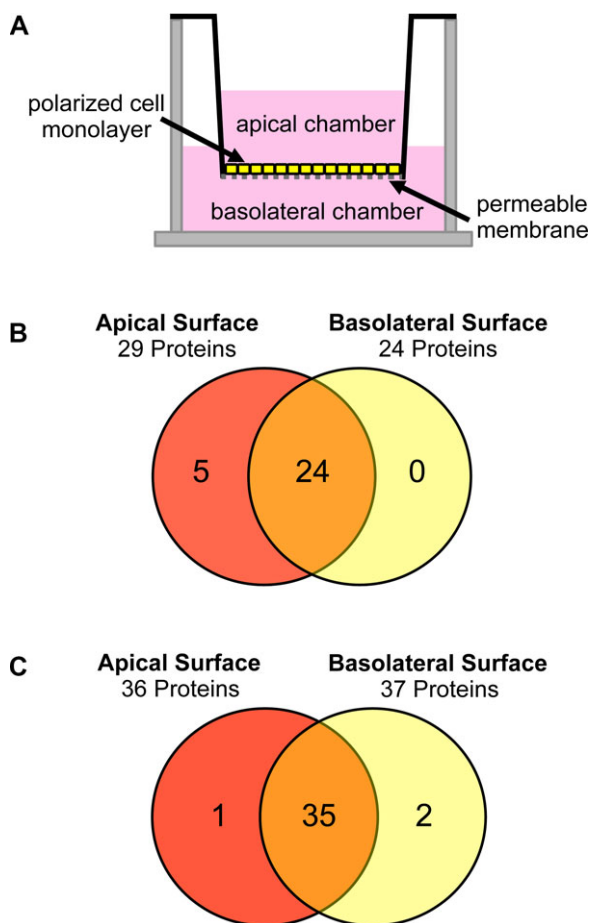 A
polarized cell
monolayer
apical chamber
basolateral chamber
permeable
membrane
B
Apical Surface
29 Proteins
Basolateral Surface
24 Proteins
5
24
0
C
Apical Surface
36 Proteins
Basolateral Surface
37 Proteins
1
35
2